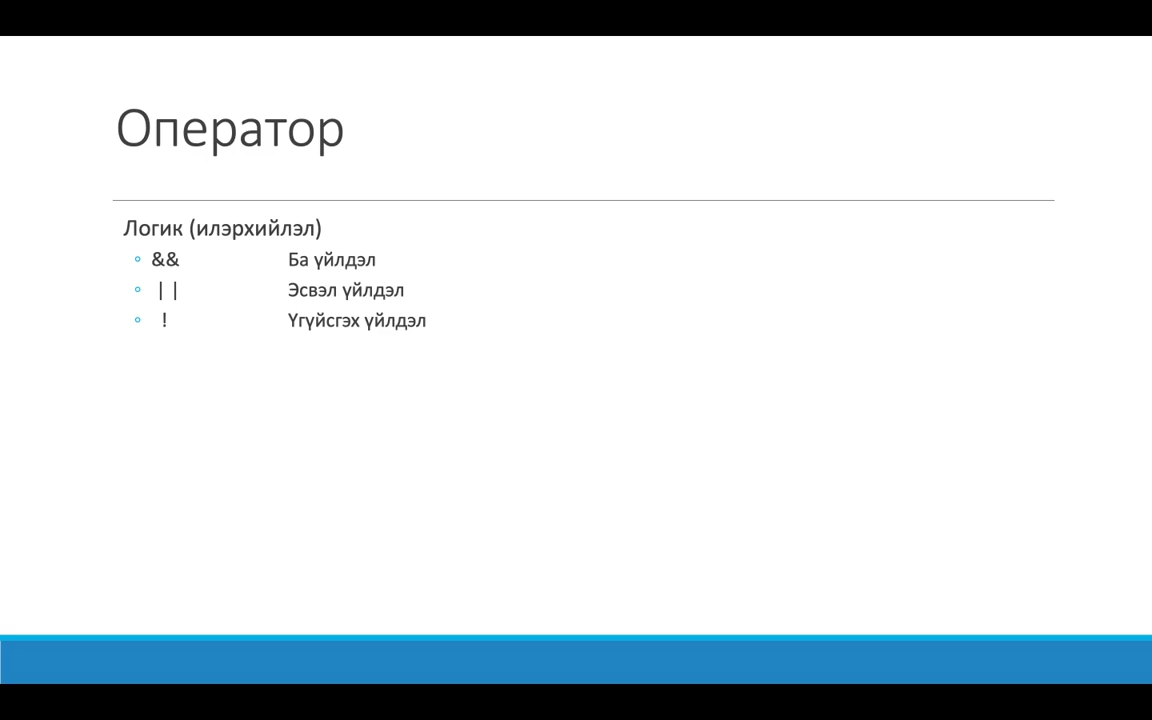 Оператор
Логик (илэрхийлэл)
◦ && Ба үйлдэл
◦ || Эсвэл үйлдэл
◦ ! Үгүйсгэх үйлдэл